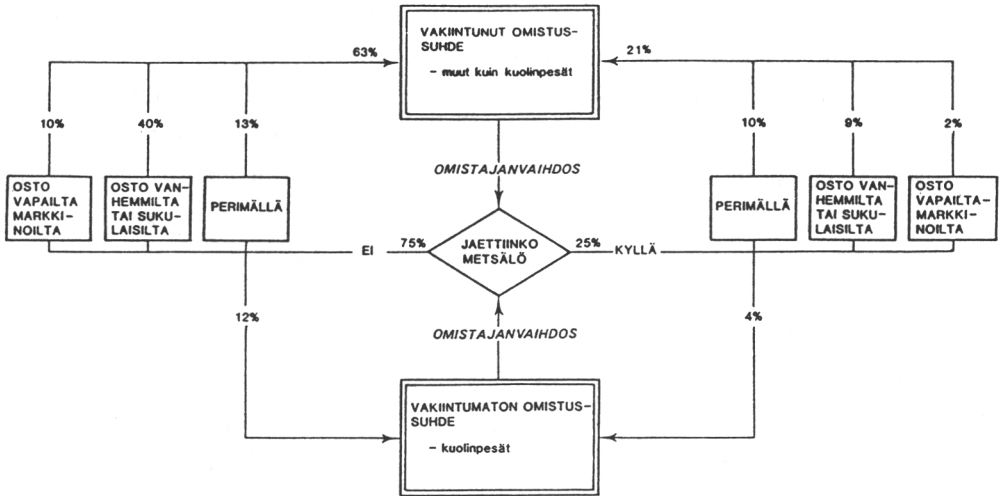 VAKIINTUNUT OMISTUS-
SUHDE
- muut kuin kuolinpesät
63%
21%
10%
40%
13%
10%
9%
2%
OMISTAJANVAIHDOS
OSTO
VAPAILTA
MARKKI-
NOILTA
OSTO VAN-
HEMMILTA
TAI SUKU-
LAISILTA
PERIMÄLLÄ
PERIMÄLLÄ
OSTO VAN-
HEMMILTA
TAI SUKU-
LAISILTA
OSTO
VAPAILTA-
MARKKI-
NOILTA
EI
75%
JAETTIINKO
METSÄLÖ
25%
KYLLÄ
12%
4%
OMISTAJANVAIHDOS
VAKIINTUMATON OMISTUS-
SUHDE
- kuolinpesät